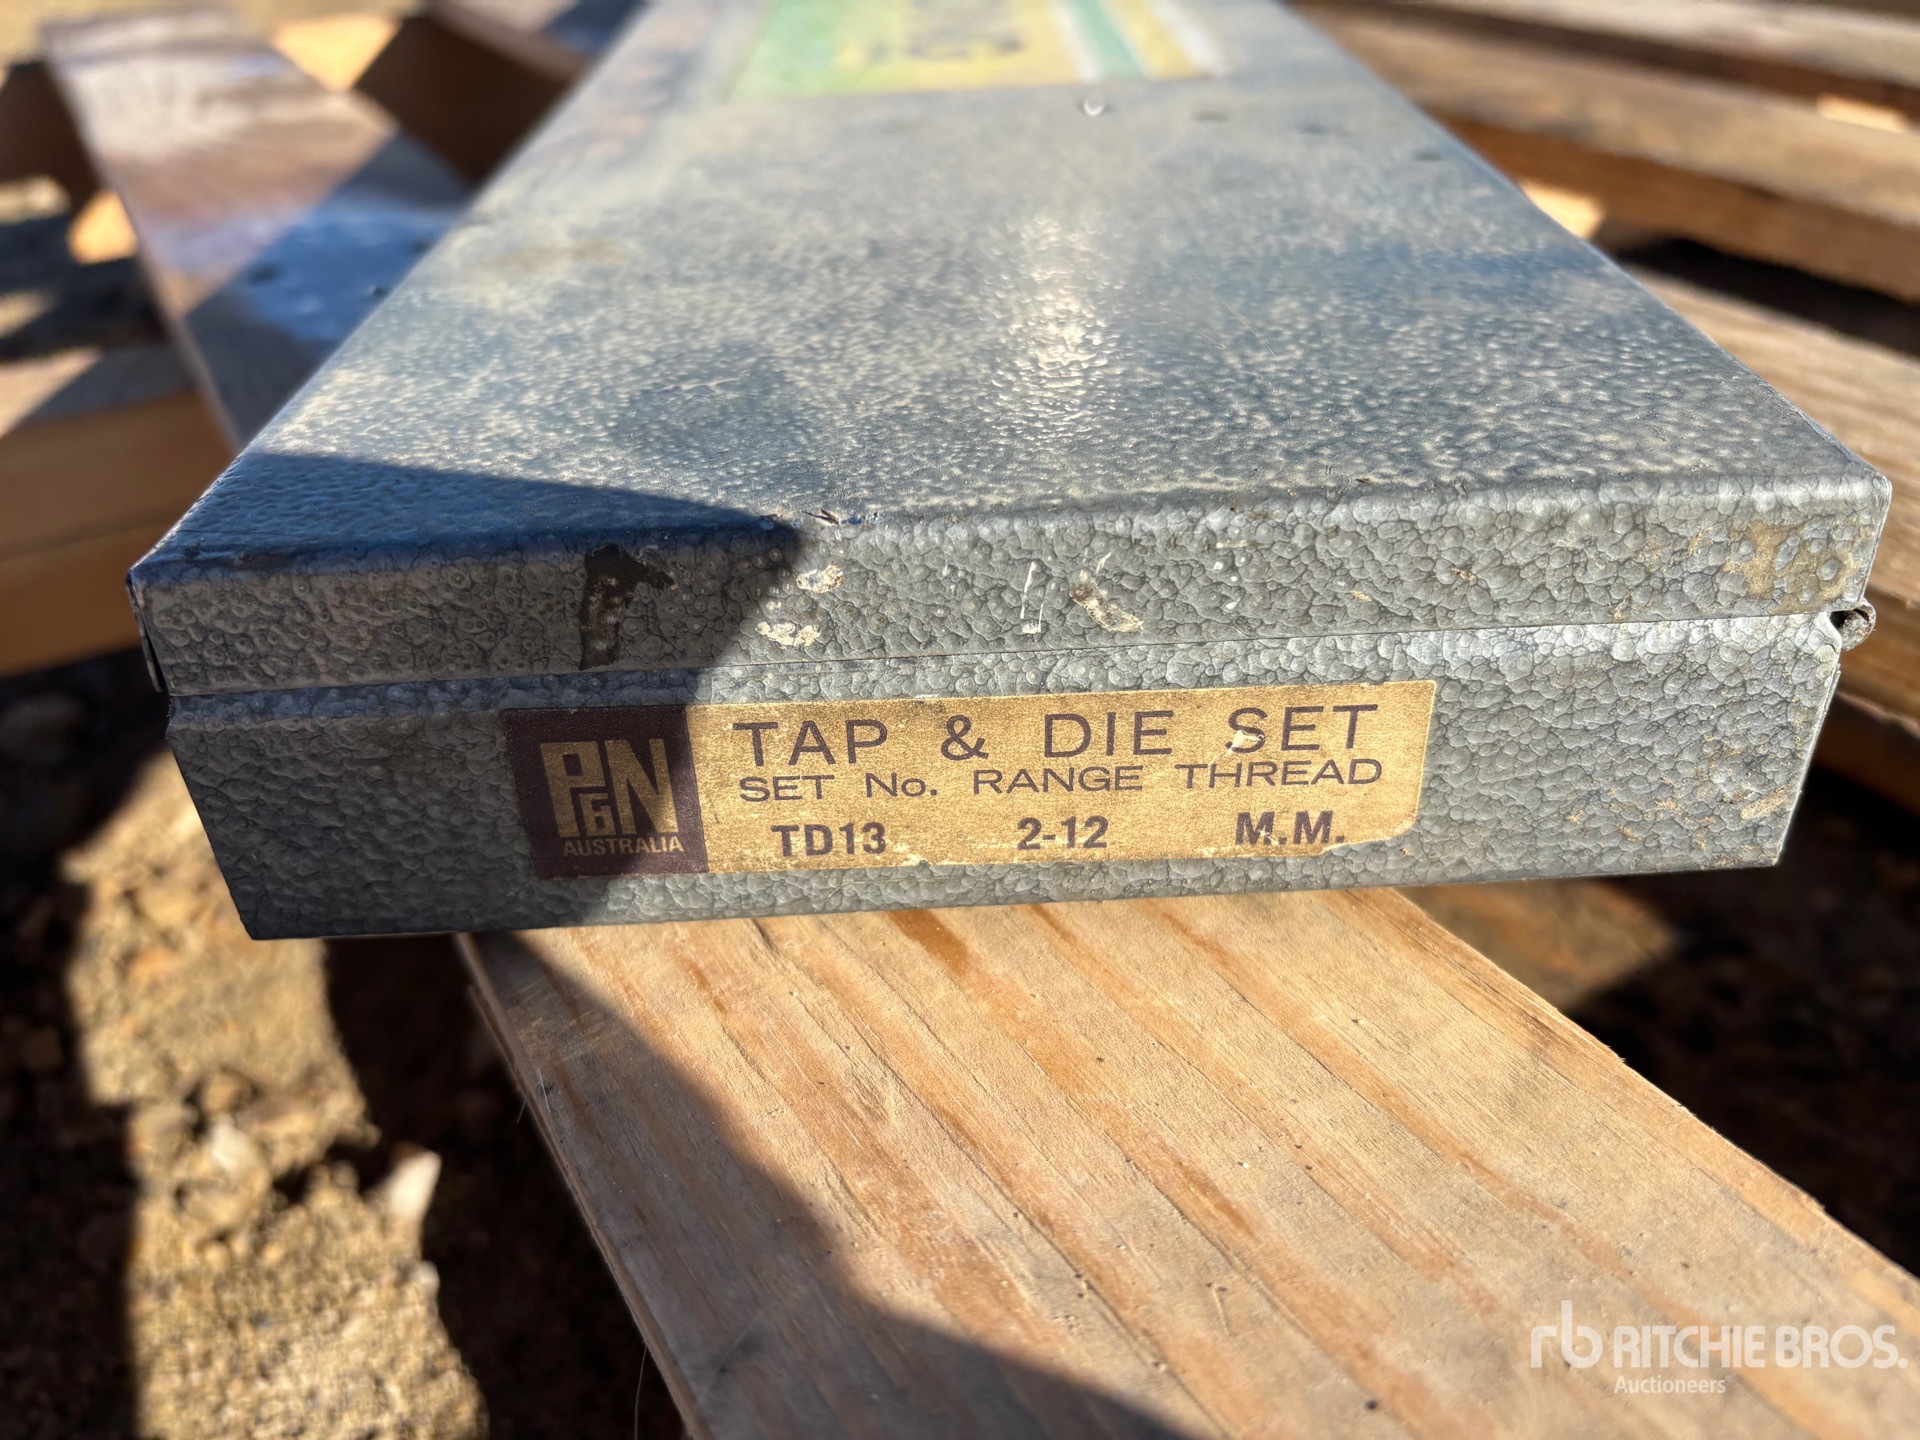 TAP & DIE SET
SET No. RANGE THREAD
TD13 2-12 M.M.
P&N
AUSTRALIA
rb RITCHIE BROS.
Auctioneers